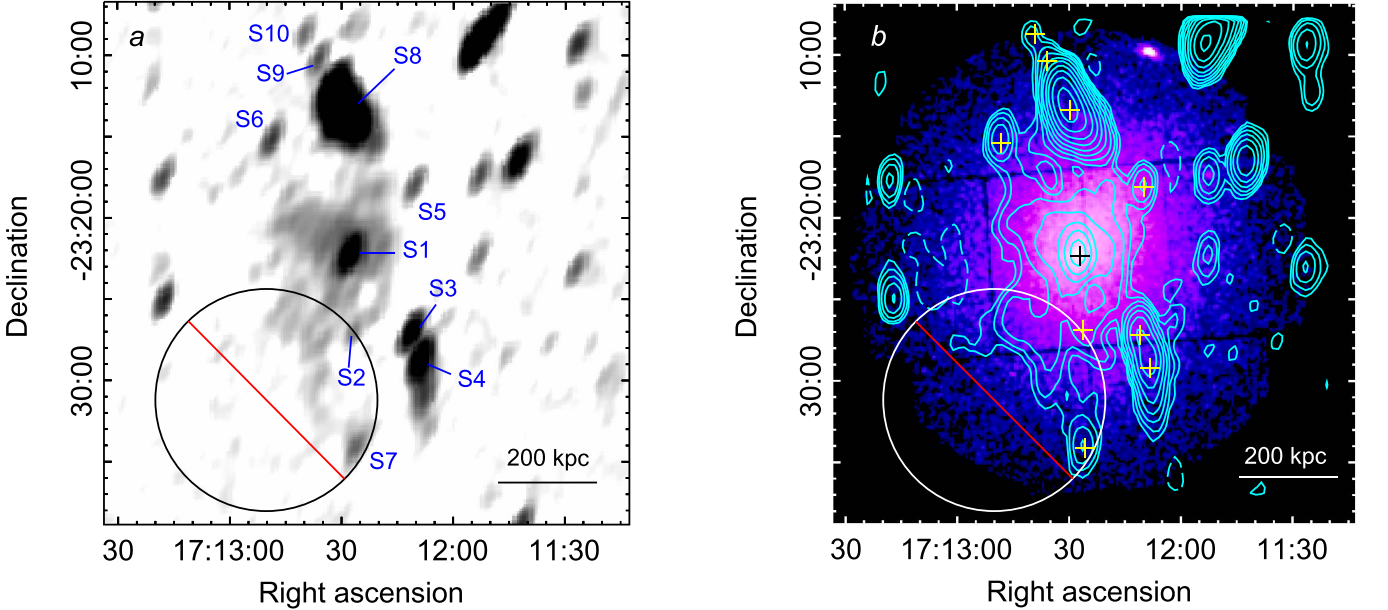 a
S10
S9
S8
S6
S5
S1
S3
S2
S4
S7
200 kpc
10:00
-23:20:00
30:00
Declination
30
17:13:00
30
12:00
11:30
Right ascension
b
200 kpc
10:00
-23:20:00
30:00
Declination
30
17:13:00
30
12:00
11:30
Right ascension